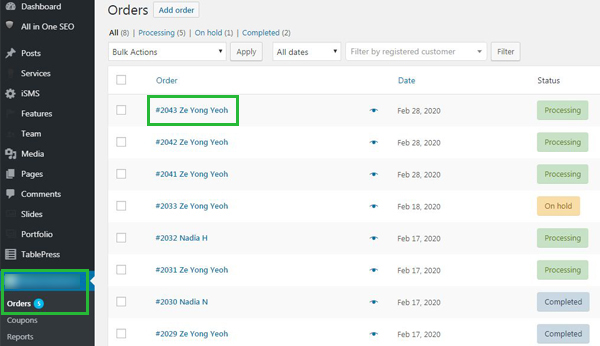 Dashboard
All in One SEO
Posts
Services
iSMS
Features
Team
Media
Pages
Comments
Slides
Portfolio
TablePress
Orders 5
Coupons
Reports
Orders Add order
All (8) | Processing (5) | On hold (1) | Completed (2)
Bulk Actions Apply All dates Filter by registered customer Filter
Order Date Status
#2043 Ze Yong Yeoh Feb 28, 2020 Processing
#2042 Ze Yong Yeoh Feb 28, 2020 Processing
#2041 Ze Yong Yeoh Feb 28, 2020 Processing
#2033 Ze Yong Yeoh Feb 18, 2020 On hold
#2032 Nadia H Feb 17, 2020 Processing
#2031 Ze Yong Yeoh Feb 17, 2020 Processing
#2030 Nadia N Feb 17, 2020 Completed
#2029 Ze Yong Yeoh Feb 17, 2020 Completed